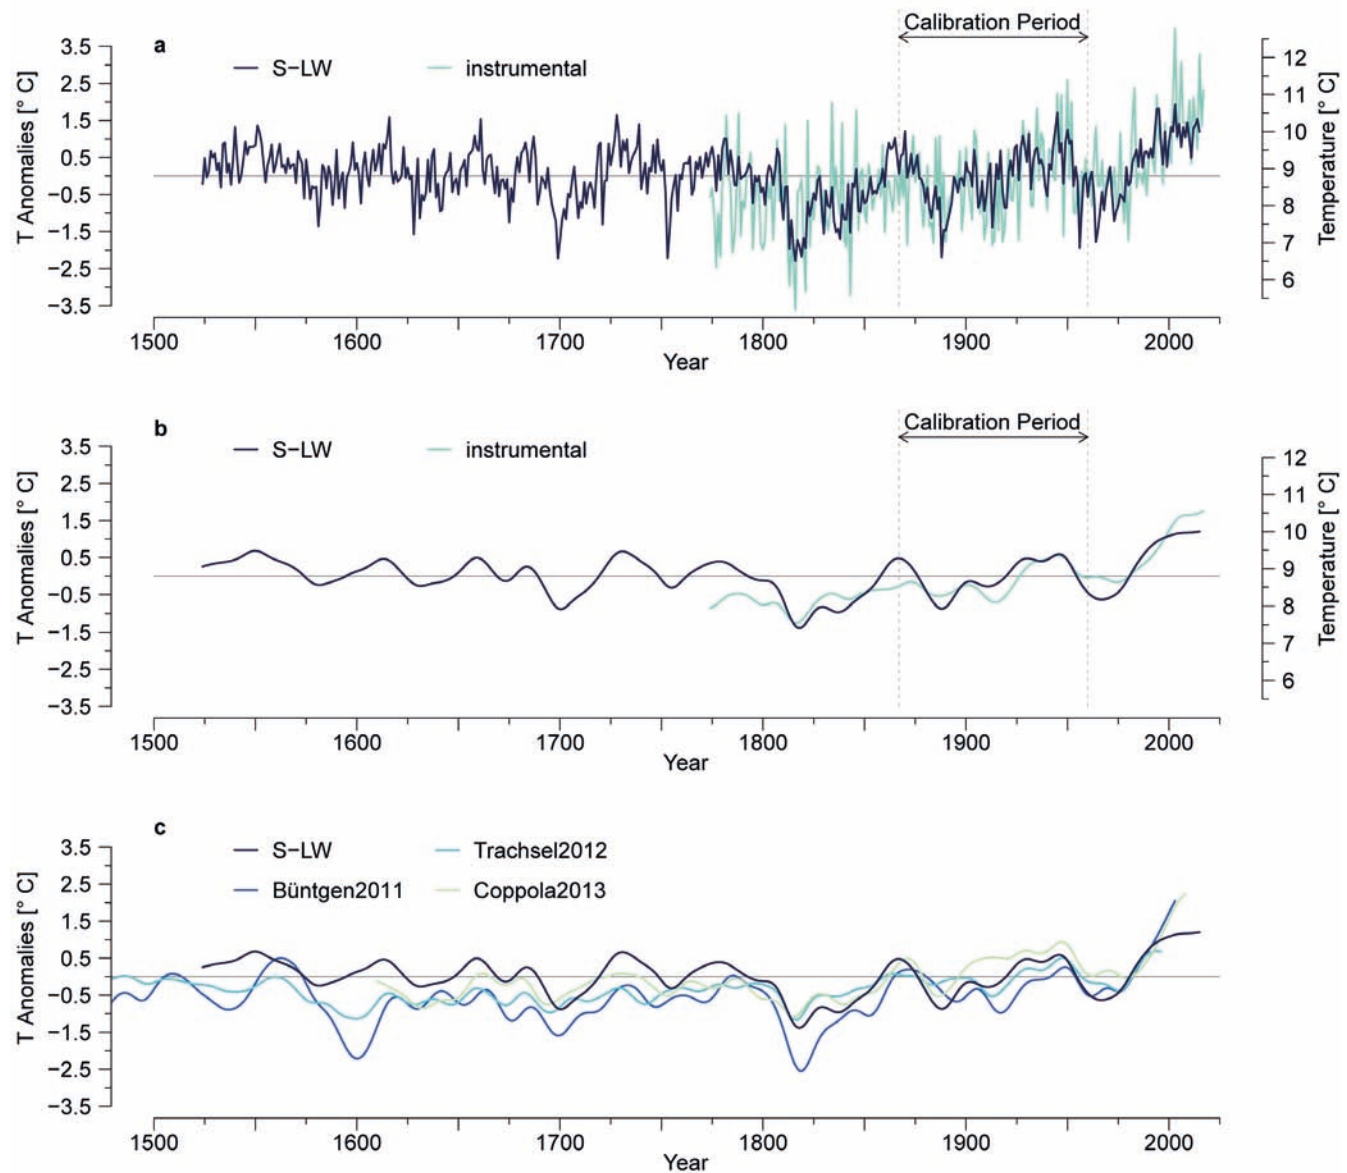 Calibration Period
a
S−LW instrumental
3.5
2.5
1.5
0.5
−0.5
−1.5
−2.5
−3.5
T Anomalies [° C]
12
11
10
9
8
7
6
Temperature [° C]
1500 1600 1700 1800 1900 2000
Year
Calibration Period
b
S−LW instrumental
3.5
2.5
1.5
0.5
−0.5
−1.5
−2.5
−3.5
T Anomalies [° C]
12
11
10
9
8
7
6
Temperature [° C]
1500 1600 1700 1800 1900 2000
Year
c
S−LW Trachsel2012
Büntgen2011 Coppola2013
3.5
2.5
1.5
0.5
−0.5
−1.5
−2.5
−3.5
T Anomalies [° C]
1500 1600 1700 1800 1900 2000
Year